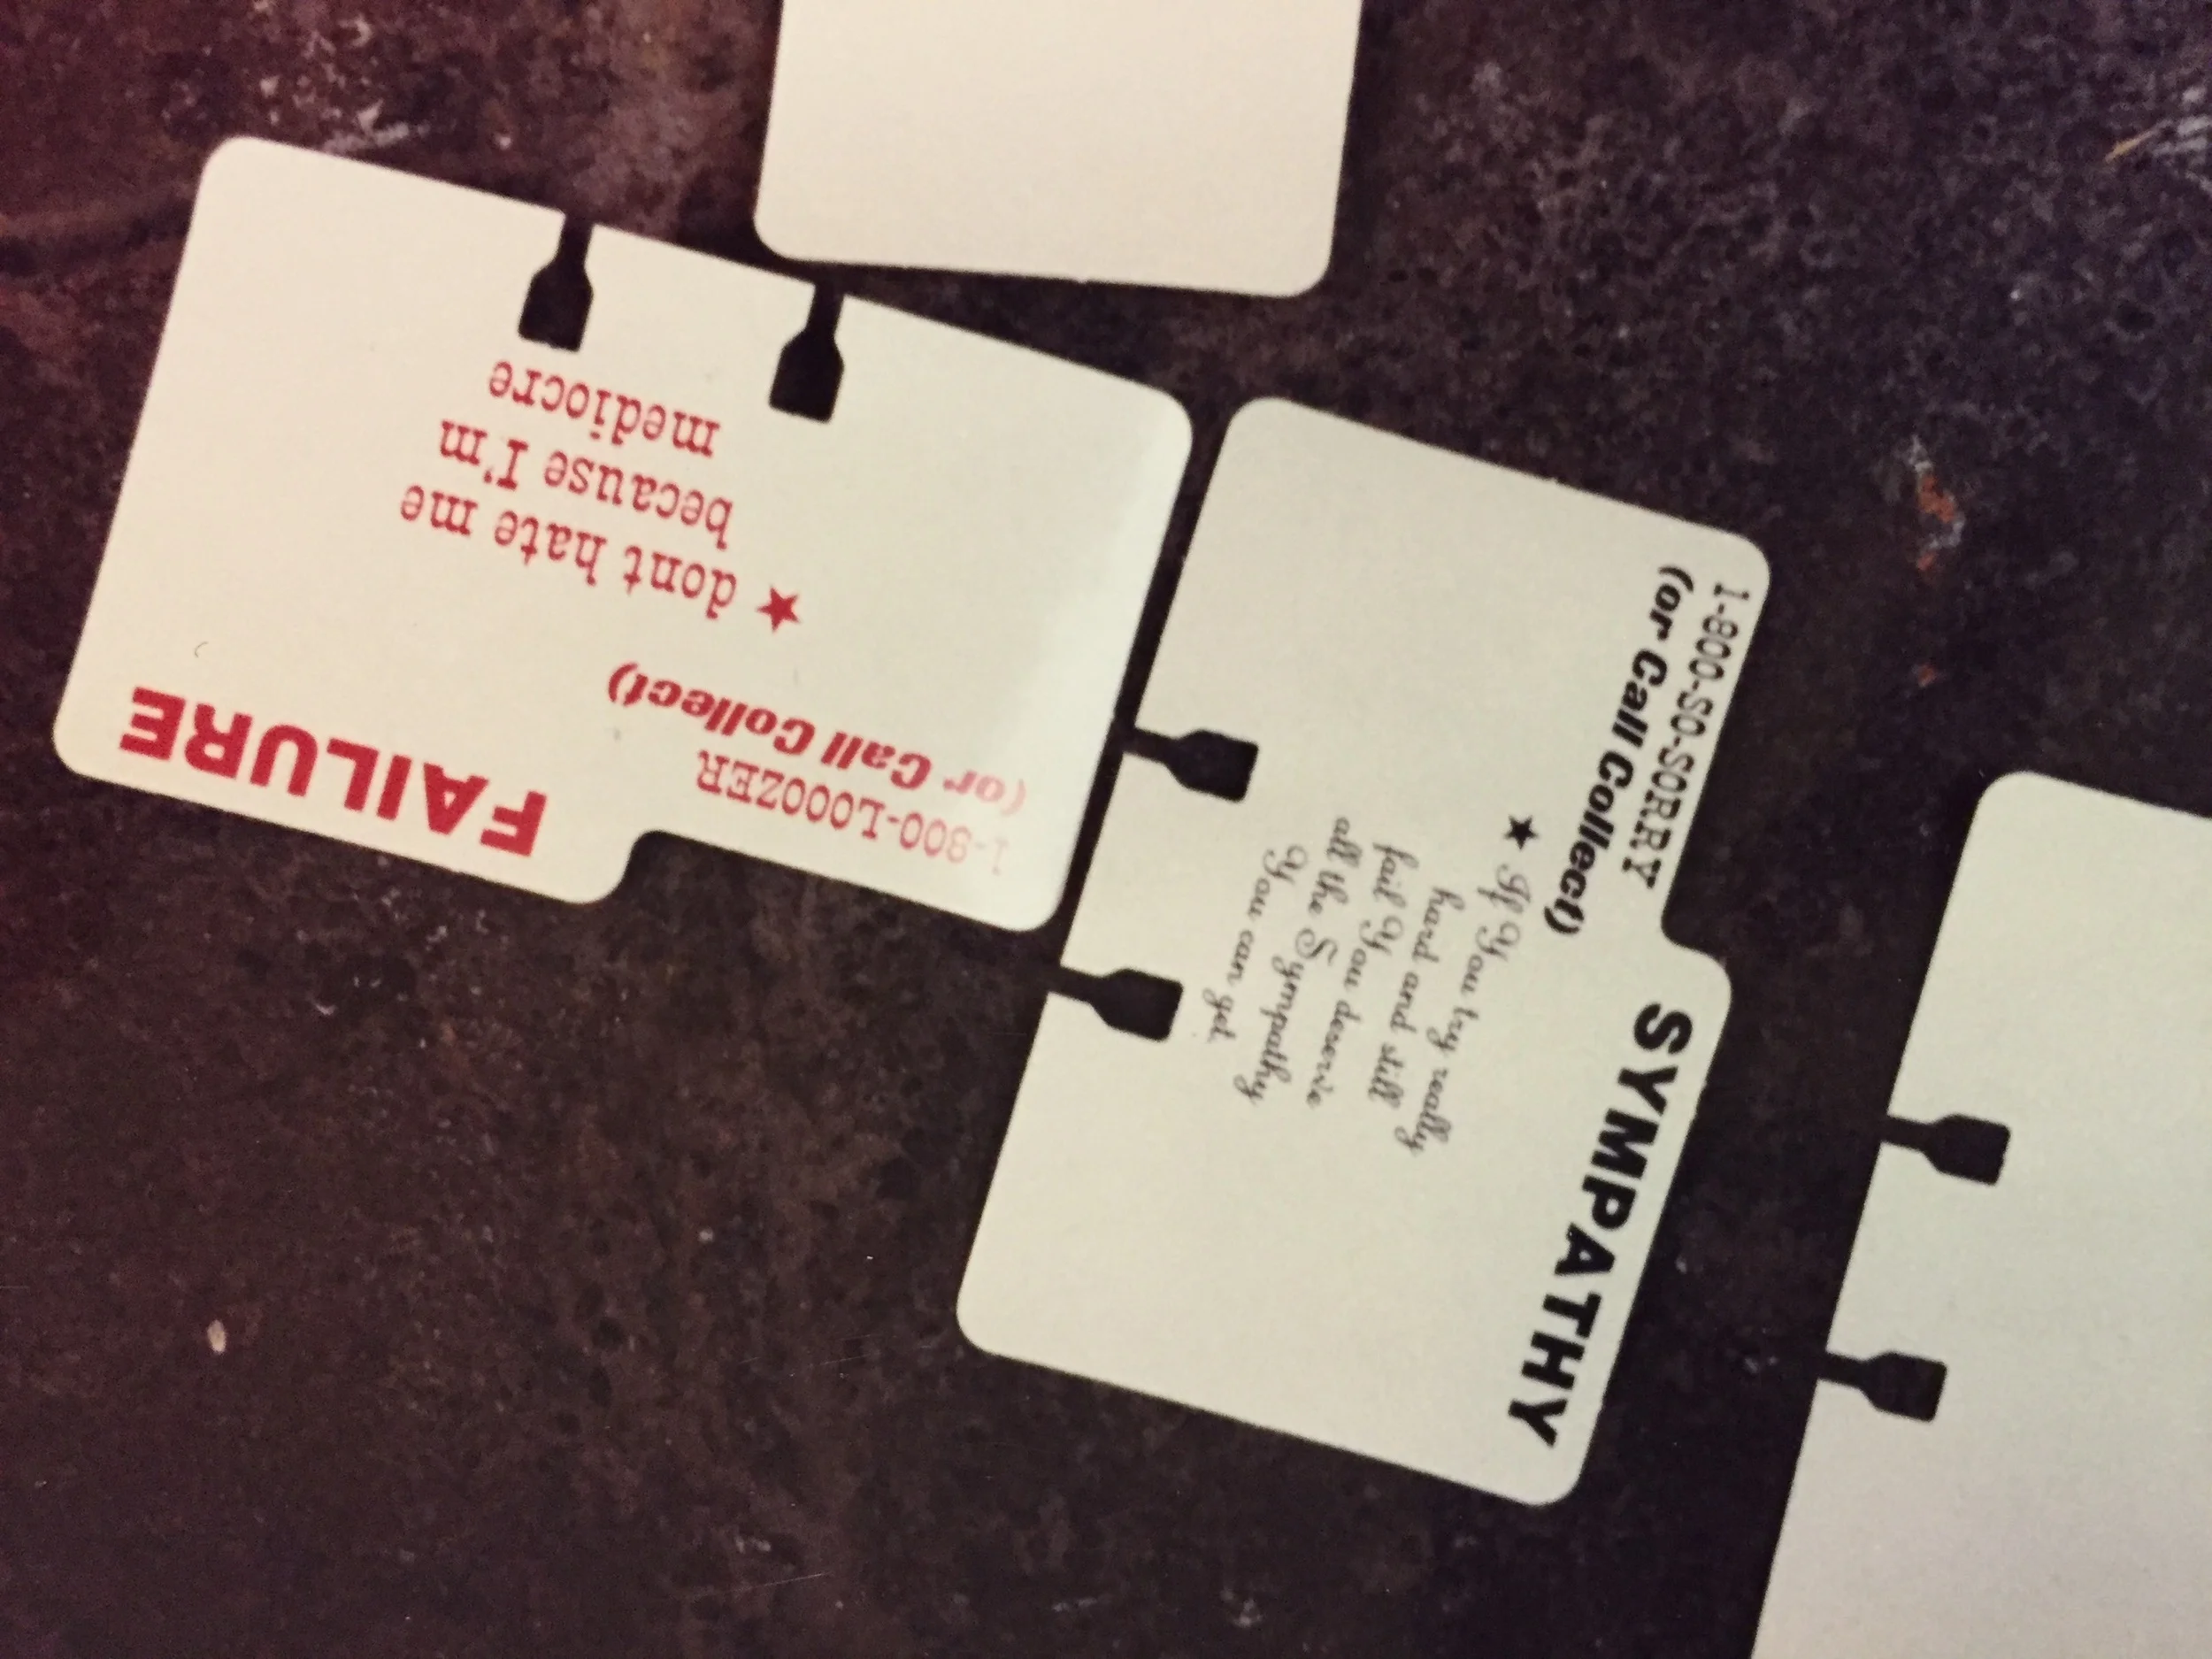 FAILURE
1-800-LOOOZER
(or Call Collect)
★ dont hate me
because I'm
mediocre
SYMPATHY
1-800-SO-SORRY
(or Call Collect)
★ If You try really
hard and still
fail You deserve
all the Sympathy
You can get.